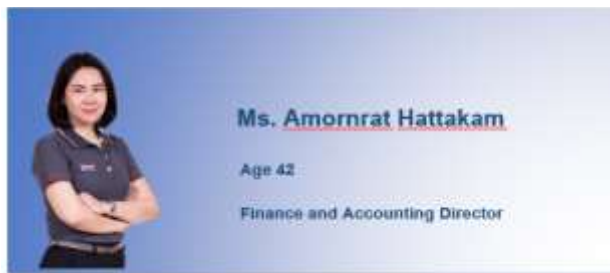 Ms. Amornrat Hattakam
Age 42
Finance and Accounting Director